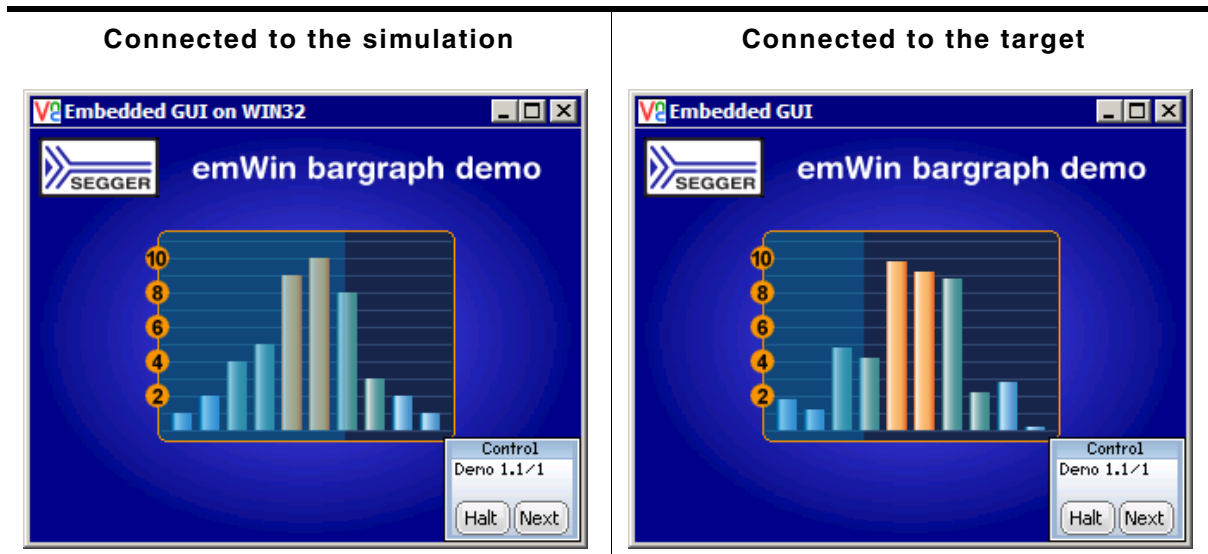 Connected to the simulation
Connected to the target
Embedded GUI on WIN32
SEGGER
emWin bargraph demo
10
8
6
4
2
Control
Demo 1.1/1
Halt Next
Embedded GUI
SEGGER
emWin bargraph demo
10
8
6
4
2
Control
Demo 1.1/1
Halt Next